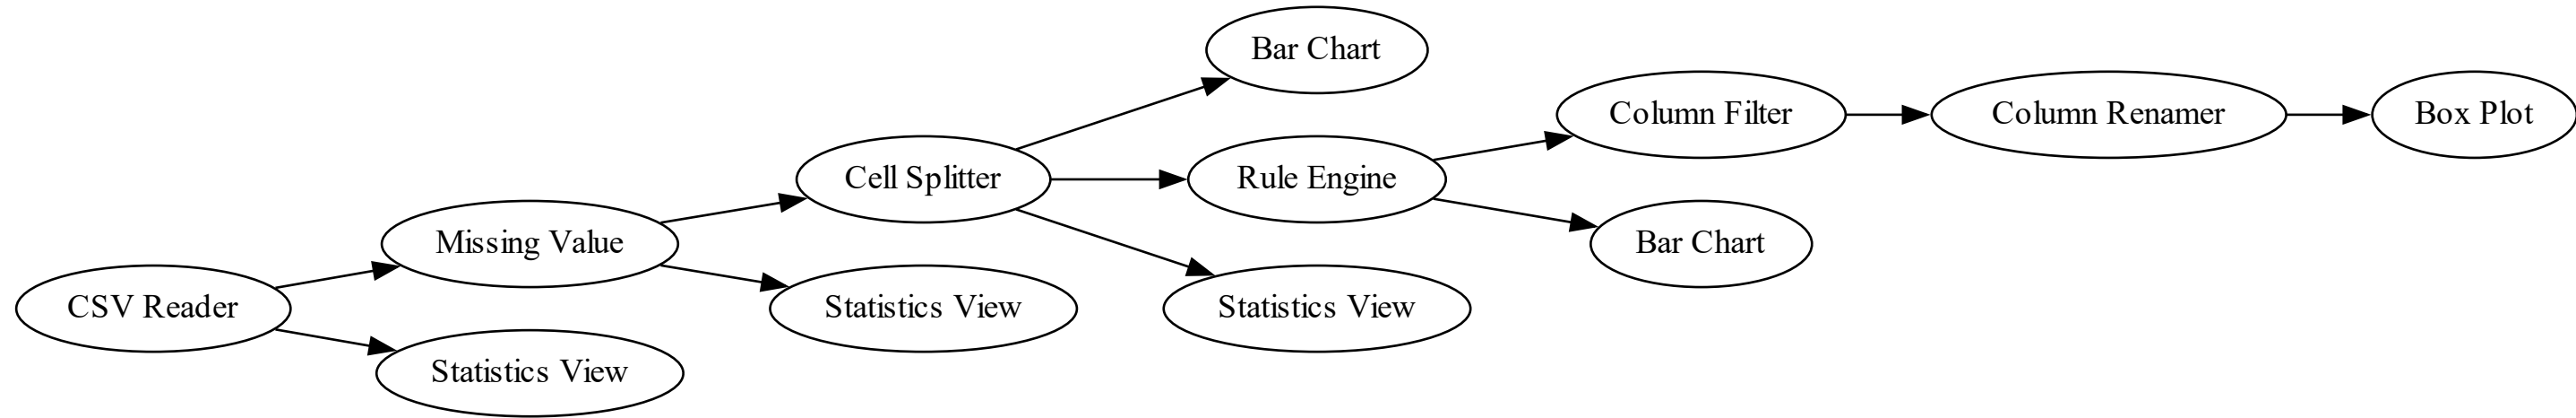 Bar Chart
Column Filter
Column Renamer
Box Plot
Cell Splitter
Rule Engine
Missing Value
Bar Chart
CSV Reader
Statistics View
Statistics View
Statistics View